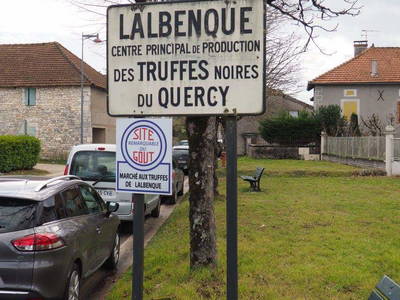 LALBENQUE
CENTRE PRINCIPAL DE PRODUCTION
DES TRUFFES NOIRES
DU QUERCY
SITE
REMARQUABLE
DU
GOÛT
MARCHÉ AUX TRUFFES
DE LALBENQUE